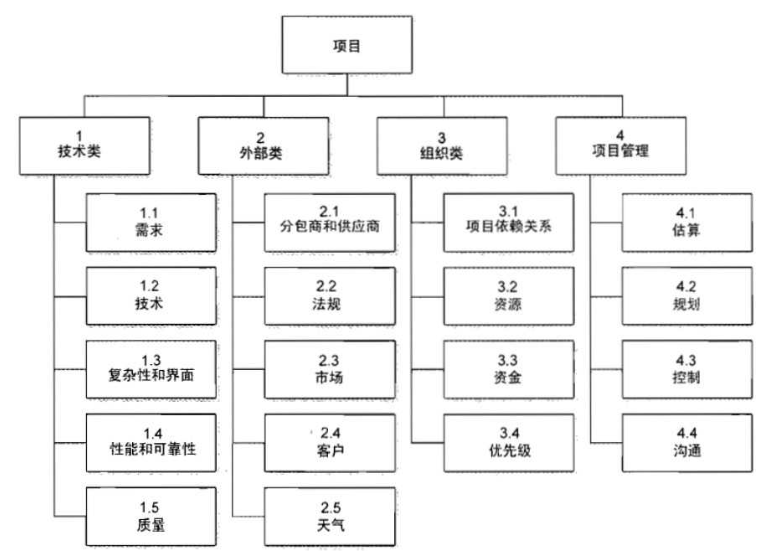 项目
1
技术类
2
外部类
3
组织类
4
项目管理
1.1
需求
2.1
分包商和供应商
3.1
项目依赖关系
4.1
估算
1.2
技术
2.2
法规
3.2
资源
4.2
规划
1.3
复杂性和界面
2.3
市场
3.3
资金
4.3
控制
1.4
性能和可靠性
2.4
客户
3.4
优先级
4.4
沟通
1.5
质量
2.5
天气